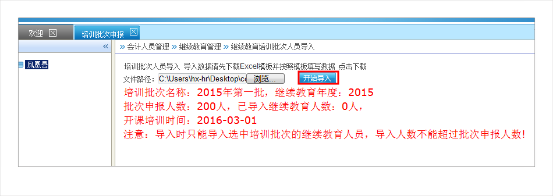 欢迎 培训批次申报
« » 会计人员管理 » 继续教育管理 » 继续教育培训批次人员导入
培训批次人员导入 导入数据请先下载Excel模板并按照模板填写数据 点击下载
文件路径: C:\Users\hx-hr\Desktop\cc 浏览 开始导入
培训批次名称：2015年第一批，继续教育年度：2015
批次申报人数：200人，已导入继续教育人数：0人，
开课培训时间：2016-03-01
注意：导入时只能导入选中培训批次的继续教育人员，导入人数不能超过批次申报人数！